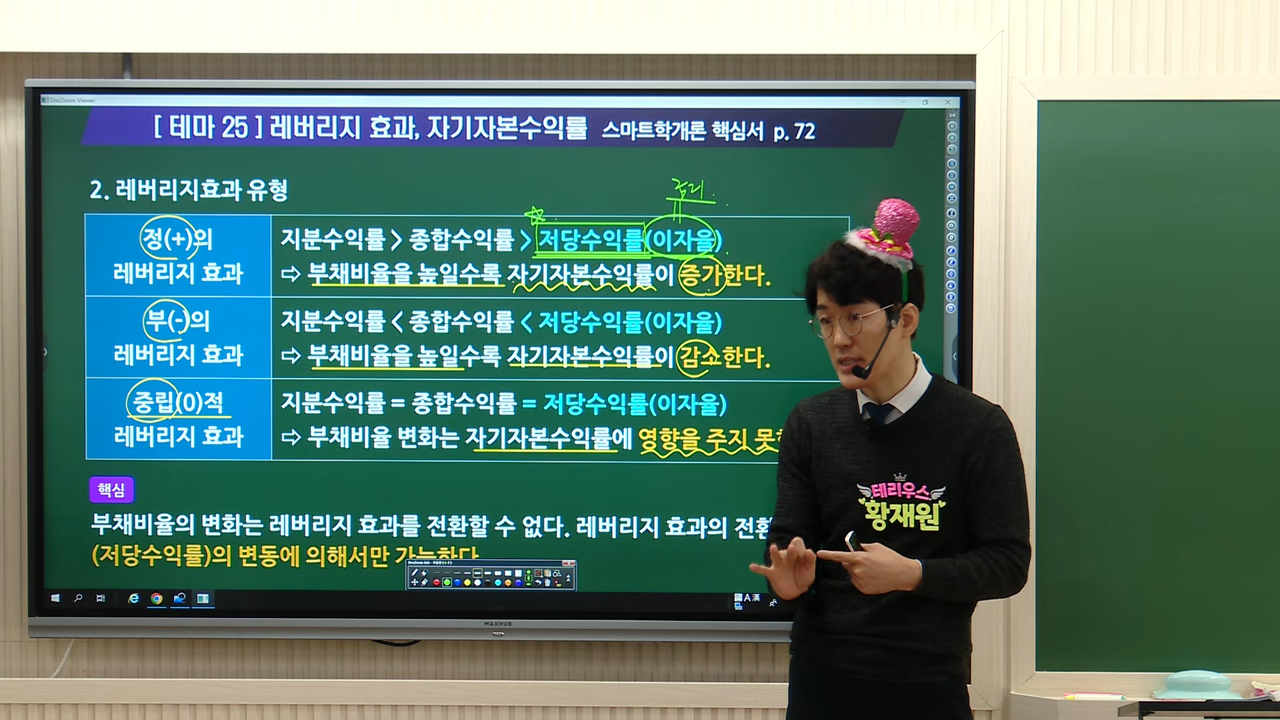 DocZoom Viewer
[ 테마 25 ] 레버리지 효과, 자기자본수익률 스마트학개론 핵심서 p. 72
2. 레버리지효과 유형
금리
정(+)의
레버리지 효과
지분수익률 > 종합수익률 > 저당수익률(이자율)
⇨ 부채비율을 높일수록 자기자본수익률이 증가한다.
부(-)의
레버리지 효과
지분수익률 < 종합수익률 < 저당수익률(이자율)
⇨ 부채비율을 높일수록 자기자본수익률이 감소한다.
중립(0)적
레버리지 효과
지분수익률 = 종합수익률 = 저당수익률(이자율)
⇨ 부채비율 변화는 자기자본수익률에 영향을 주지 못
핵심
부채비율의 변화는 레버리지 효과를 전환할 수 없다. 레버리지 효과의 전환
(저당수익률)의 변동에 의해서만 가능하다
A 漢
MAXHUB
테리우스
황재원